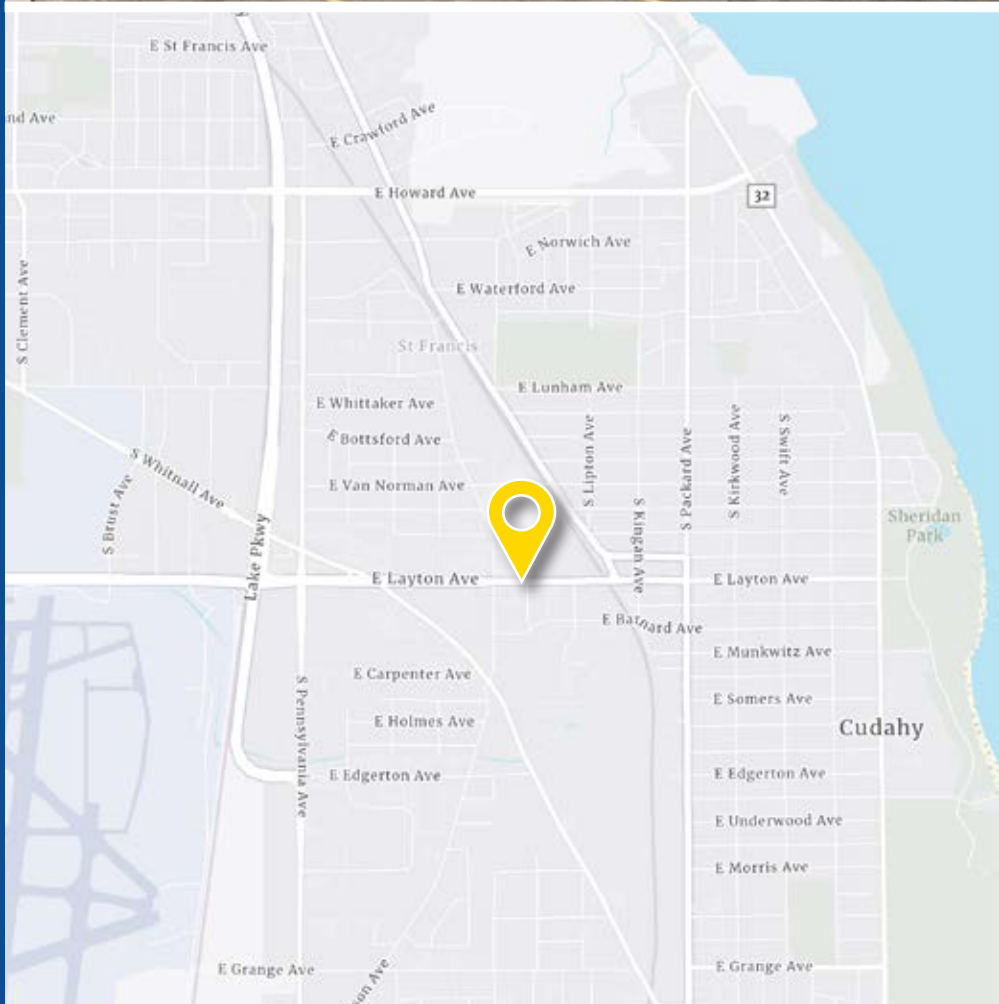 E St Francis Ave
nd Ave
E Crawford Ave
E Howard Ave
32
E Norwich Ave
S Clement Ave
E Waterford Ave
St Francis
E Lunham Ave
E Whittaker Ave
E Bottsford Ave
S Lipton Ave
S Packard Ave
S Kirkwood Ave
S Swift Ave
S Whitnall Ave
E Van Norman Ave
S Brust Ave
S Kingan Ave
Sheridan
Park
Lake Pkwy
E Layton Ave
E Layton Ave
E Barnard Ave
E Munkwitz Ave
E Carpenter Ave
S Pennsylvania Ave
E Somers Ave
E Holmes Ave
Cudahy
E Edgerton Ave
E Edgerton Ave
E Underwood Ave
E Morris Ave
E Grange Ave
son Ave
E Grange Ave